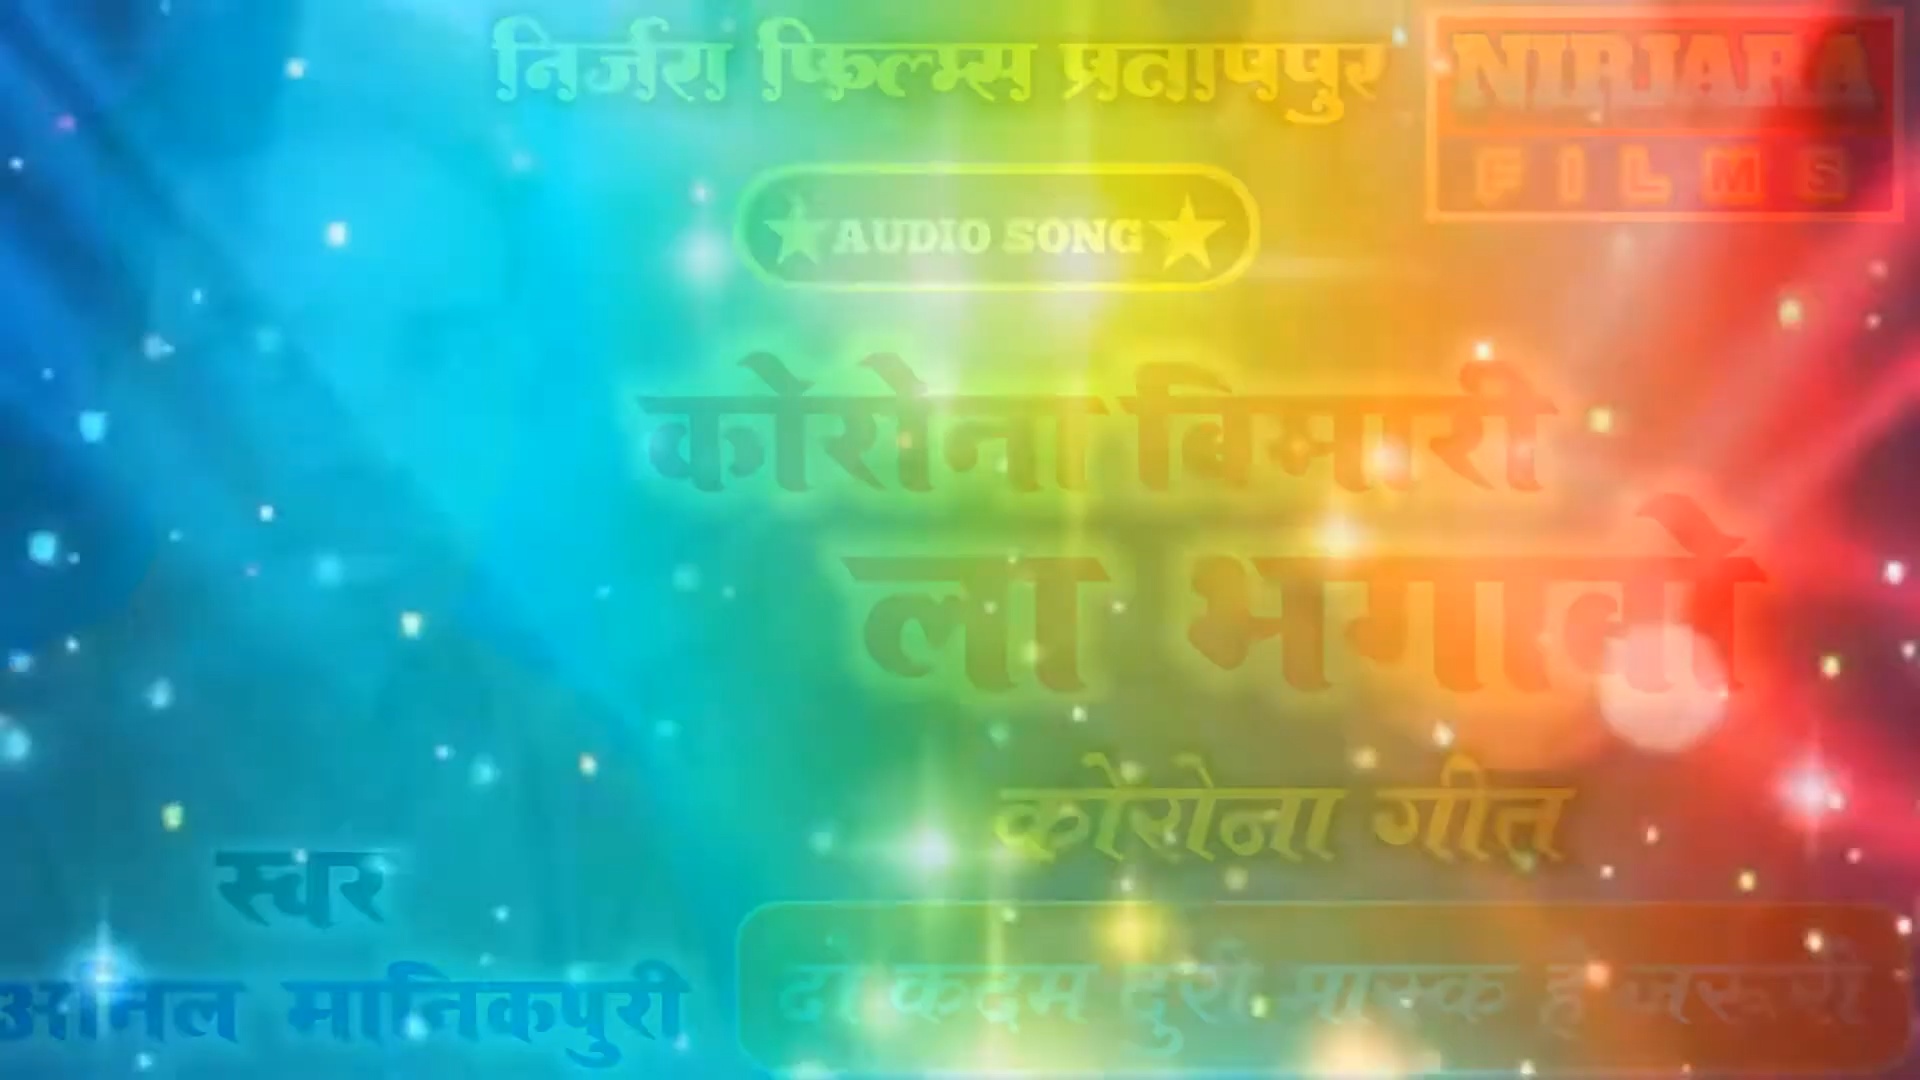 निर्जरा फिल्म्स प्रतापपुर
NIRJARA
FILMS
AUDIO SONG
कोरोना बिमारी
ला भगावो
कोरोना गीत
स्वर
अनिल मानिकपुरी
दो कदम दुरी मास्क है जरूरी